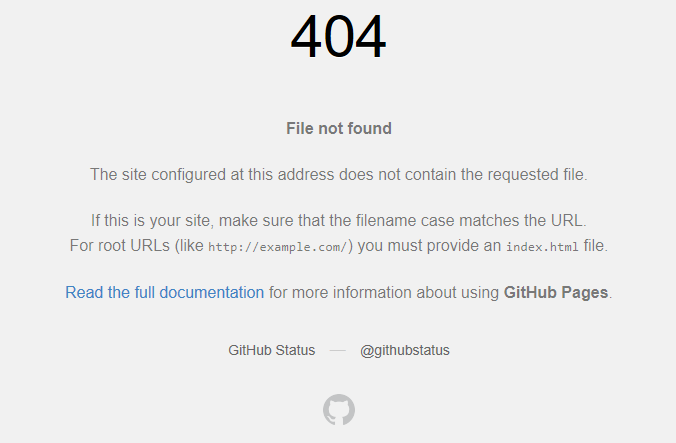 404
File not found
The site configured at this address does not contain the requested file.
If this is your site, make sure that the filename case matches the URL.
For root URLs (like http://example.com/) you must provide an index.html file.
Read the full documentation for more information about using GitHub Pages.
GitHub Status — @githubstatus